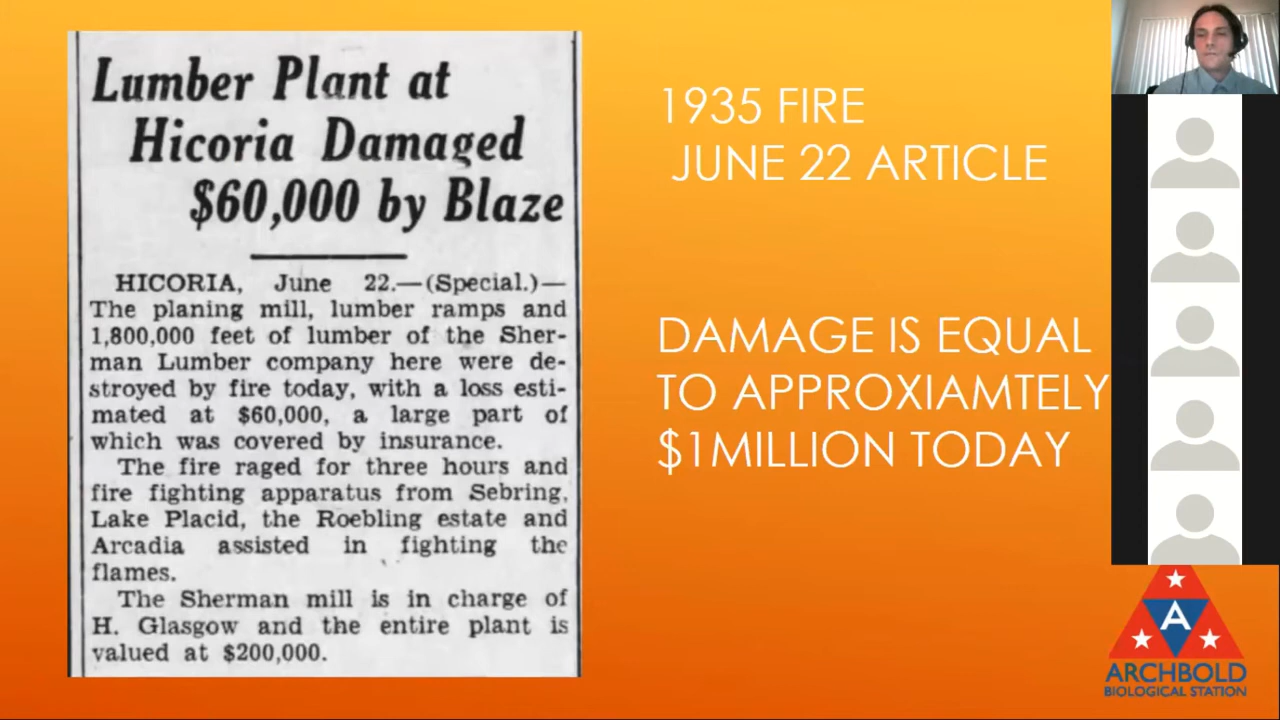 Lumber Plant at
Hicoria Damaged
$60,000 by Blaze
HICORIA, June 22.—(Special.)—
The planing mill, lumber ramps and
1,800,000 feet of lumber of the Sher-
man Lumber company here were de-
stroyed by fire today, with a loss esti-
mated at $60,000, a large part of
which was covered by insurance.
The fire raged for three hours and
fire fighting apparatus from Sebring,
Lake Placid, the Roebling estate and
Arcadia assisted in fighting the
flames.
The Sherman mill is in charge of
H. Glasgow and the entire plant is
valued at $200,000.
1935 FIRE
JUNE 22 ARTICLE
DAMAGE IS EQUAL
TO APPROXIAMTELY
$1MILLION TODAY
A
ARCHBOLD
BIOLOGICAL STATION